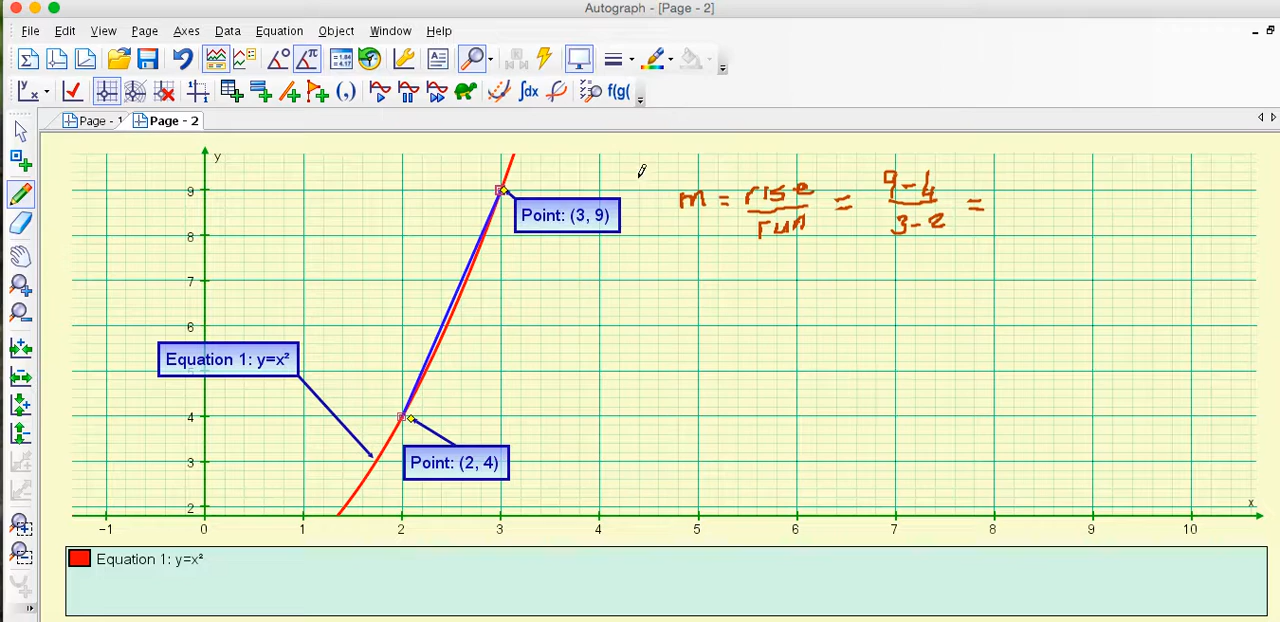 Autograph - [Page - 2]
File Edit View Page Axes Data Equation Object Window Help
Page - 1 Page - 2
y
9
8
7
6
4
3
2
Point: (3, 9)
m = rise/run = 9-4/3-2 =
Equation 1: y=x²
Point: (2, 4)
x
-1 0 1 2 3 4 5 6 7 8 9 10
Equation 1: y=x²